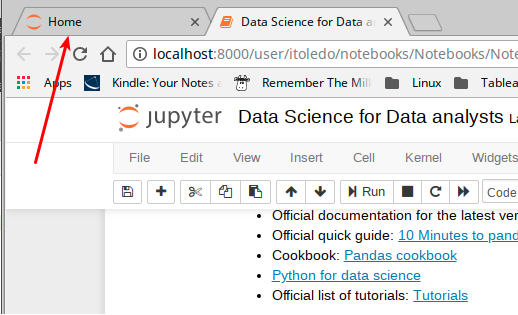 Home
Data Science for Data a
localhost:8000/user/itoledo/notebooks/Notebooks/Note
Apps
Kindle: Your Notes a
Remember The Milk
Linux
Tablea
jupyter Data Science for Data analysts La
File Edit View Insert Cell Kernel Widgets
Run Code
Official documentation for the latest ver
Official quick guide: 10 Minutes to pand
Cookbook: Pandas cookbook
Python for data science
Official list of tutorials: Tutorials